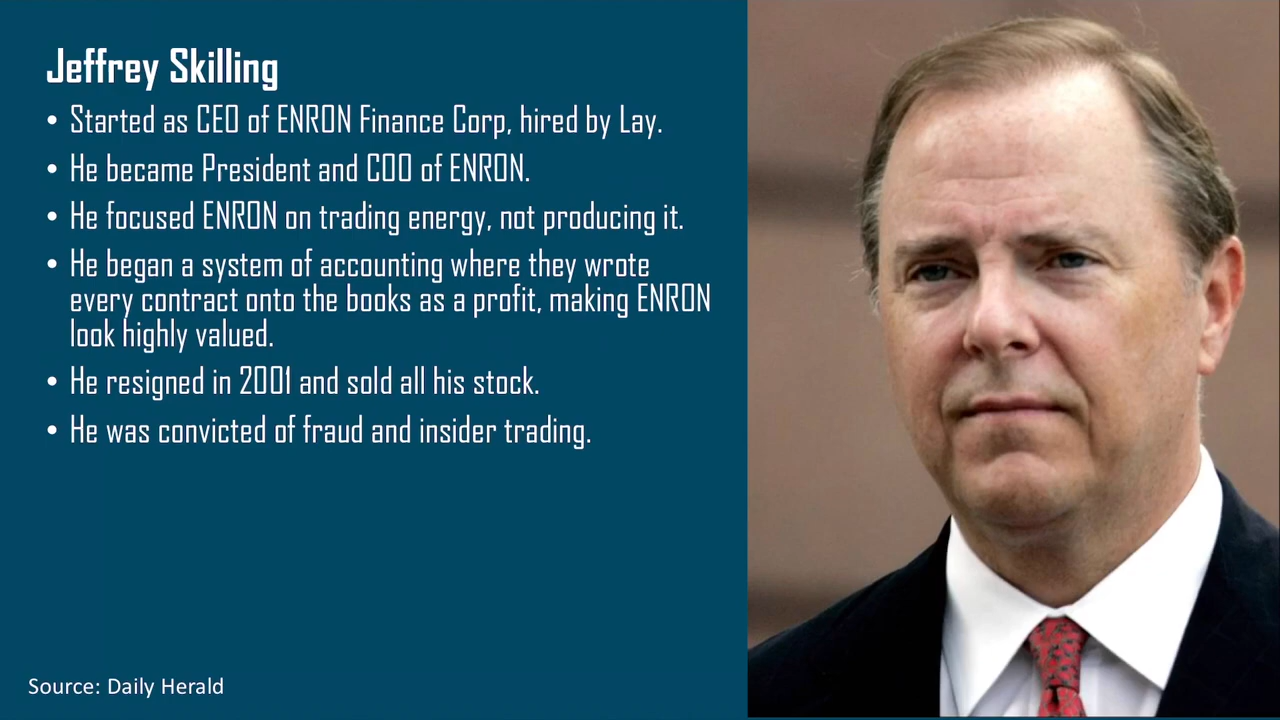 Jeffrey Skilling
• Started as CEO of ENRON Finance Corp, hired by Lay.
• He became President and COO of ENRON.
• He focused ENRON on trading energy, not producing it.
• He began a system of accounting where they wrote
every contract onto the books as a profit, making ENRON
look highly valued.
• He resigned in 2001 and sold all his stock.
• He was convicted of fraud and insider trading.
Source: Daily Herald